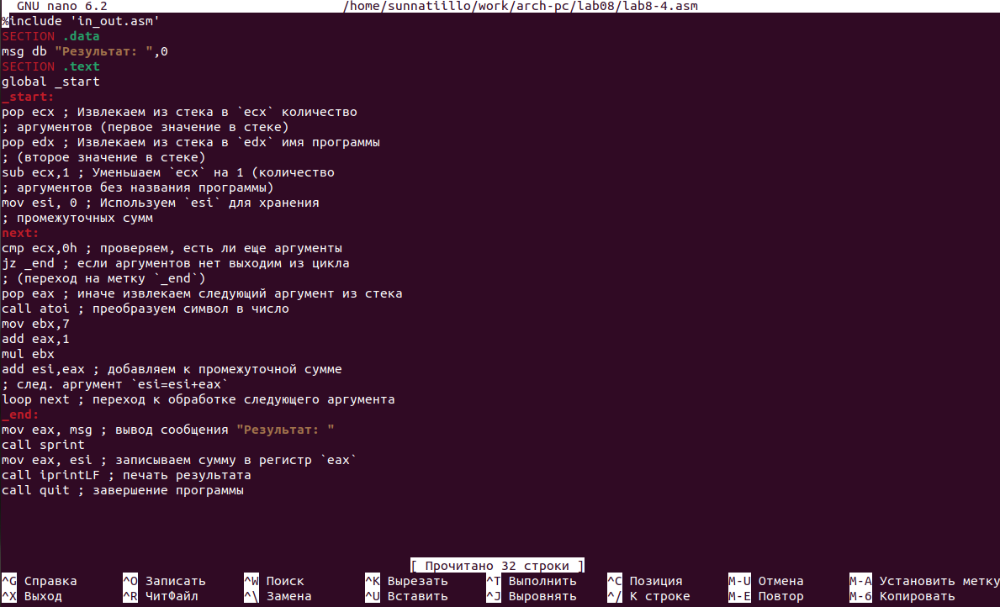 GNU nano 6.2 /home/sunnatiillo/work/arch-pc/lab08/lab8-4.asm
%include 'in_out.asm'
SECTION .data
msg db "Результат: ",0
SECTION .text
global _start
_start:
pop ecx ; Извлекаем из стека в `ecx` количество
; аргументов (первое значение в стеке)
pop edx ; Извлекаем из стека в `edx` имя программы
; (второе значение в стеке)
sub ecx,1 ; Уменьшаем `ecx` на 1 (количество
; аргументов без названия программы)
mov esi, 0 ; Используем `esi` для хранения
; промежуточных сумм
next:
cmp ecx,0h ; проверяем, есть ли еще аргументы
jz _end ; если аргументов нет выходим из цикла
; (переход на метку `_end`)
pop eax ; иначе извлекаем следующий аргумент из стека
call atoi ; преобразуем символ в число
mov ebx,7
add eax,1
mul ebx
add esi,eax ; добавляем к промежуточной сумме
; след. аргумент `esi=esi+eax`
loop next ; переход к обработке следующего аргумента
_end:
mov eax, msg ; вывод сообщения "Результат: "
call sprint
mov eax, esi ; записываем сумму в регистр `eax`
call iprintLF ; печать результата
call quit ; завершение программы
[ Прочитано 32 строки ]
^G Справка ^O Записать ^W Поиск ^K Вырезать ^T Выполнить ^C Позиция M-U Отмена M-A Установить метку
^X Выход ^R ЧитФайл ^\ Замена ^U Вставить ^J Выровнять ^/ К строке M-E Повтор M-6 Копировать